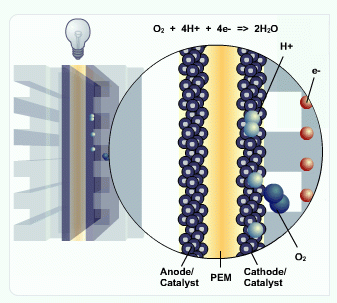 O₂ + 4H+ + 4e- => 2H₂O
H+
e-
O₂
Anode/
Catalyst
PEM
Cathode/
Catalyst